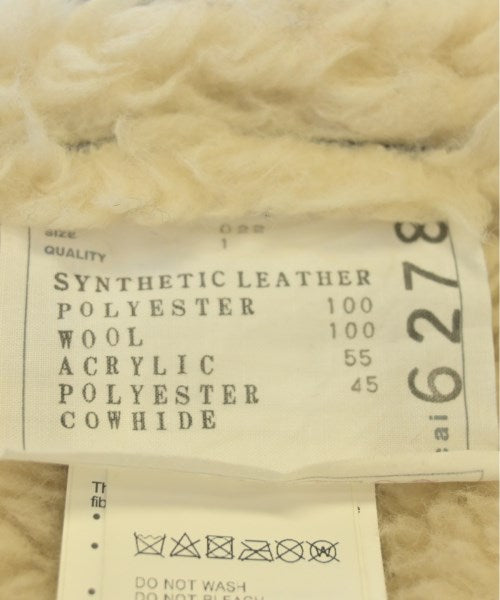 SIZE 022
QUALITY 1
SYNTHETIC LEATHER
POLYESTER 100
WOOL 100
ACRYLIC 55
POLYESTER 45
COWHIDE
6278
DO NOT WASH
DO NOT BLEACH